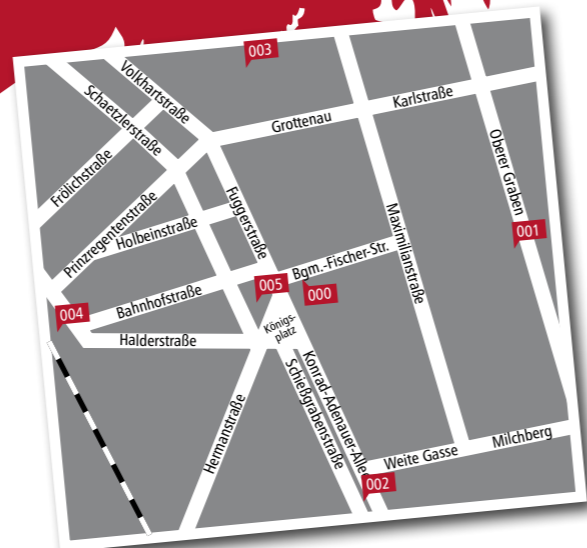 003
Volkhartstraße
Schaetzlerstraße
Grottenau
Karlstraße
Frölichstraße
Prinzregentenstraße
Holbeinstraße
Fuggerstraße
Maximilianstraße
Oberer Graben
001
Bgm.-Fischer-Str.
005
000
004
Bahnhofstraße
Königs-
platz
Halderstraße
Hermanstraße
Schießgrabenstraße
Konrad-Adenauer-Allee
Weite Gasse
Milchberg
002